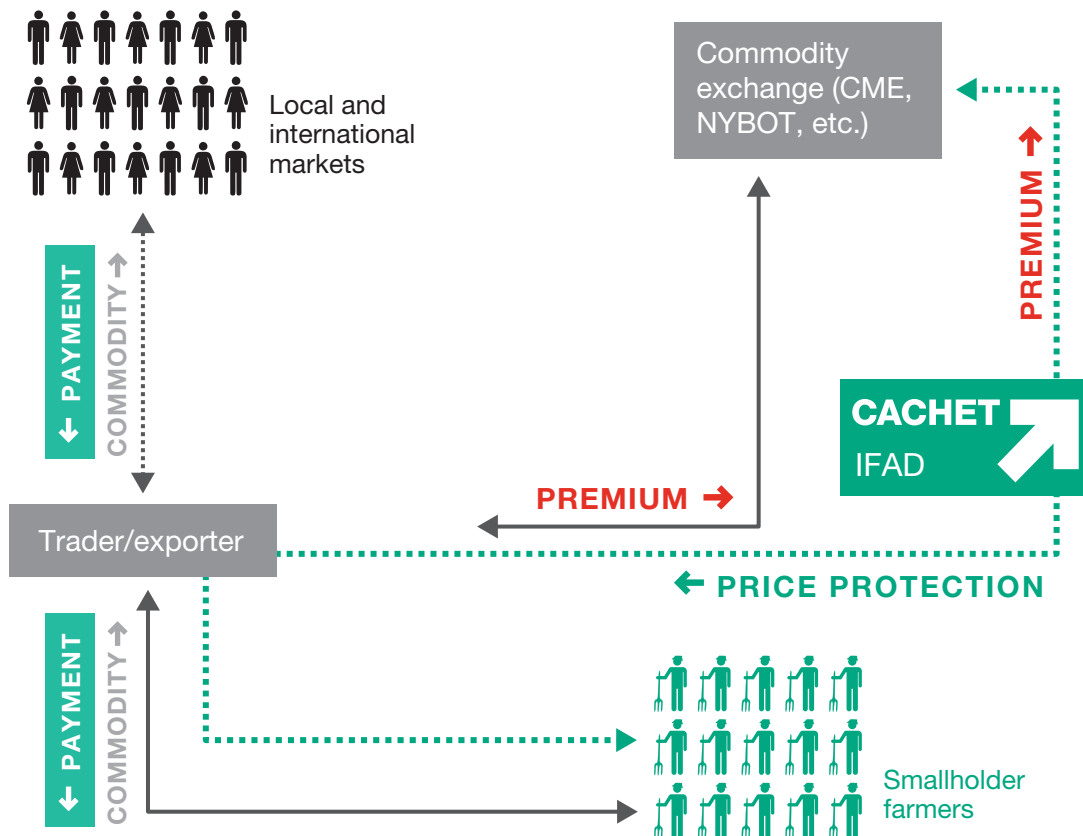 Local and
international
markets
Commodity
exchange (CME,
NYBOT, etc.)
PREMIUM →
← PAYMENT
COMMODITY →
CACHET
IFAD
PREMIUM →
Trader/exporter
← PRICE PROTECTION
← PAYMENT
COMMODITY →
Smallholder
farmers